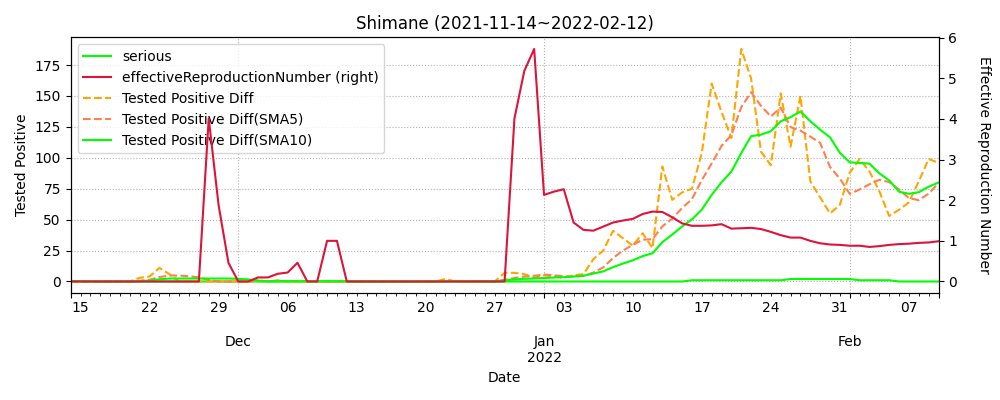 Shimane (2021-11-14~2022-02-12)
serious
effectiveReproductionNumber (right)
Tested Positive Diff
Tested Positive Diff(SMA5)
Tested Positive Diff(SMA10)
Tested Positive
175
150
125
100
75
50
25
0
6
5
4
3
2
1
0
Effective Reproduction Number
15 22 29 06 13 20 27 03 10 17 24 31 07
Dec Jan Feb
2022
Date